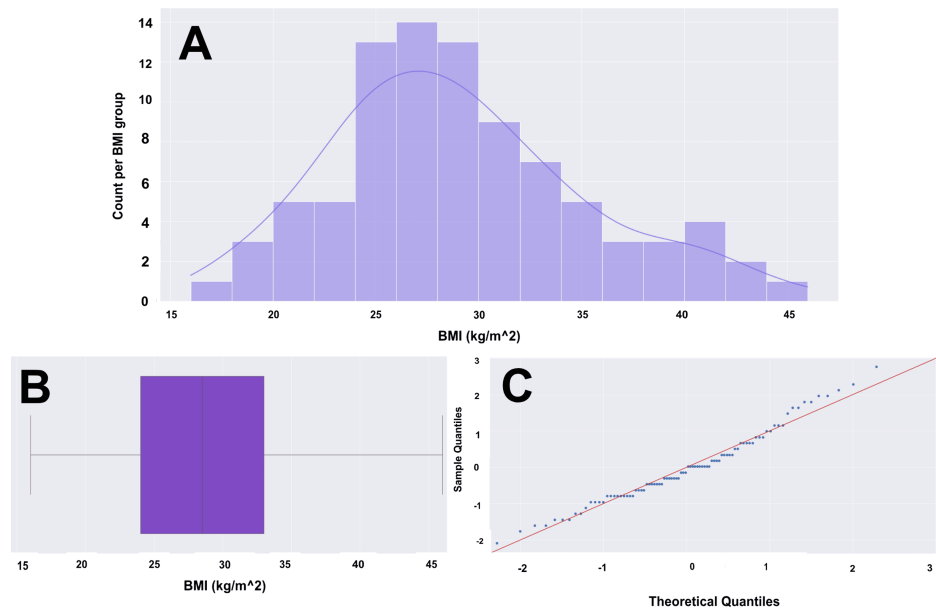 A
14
12
10
8
6
4
2
0
Count per BMI group
15 20 25 30 35 40 45
BMI (kg/m^2)
B
15 20 25 30 35 40 45
BMI (kg/m^2)
C
3
2
1
0
-1
-2
Sample Quantiles
-2 -1 0 1 2 3
Theoretical Quantiles